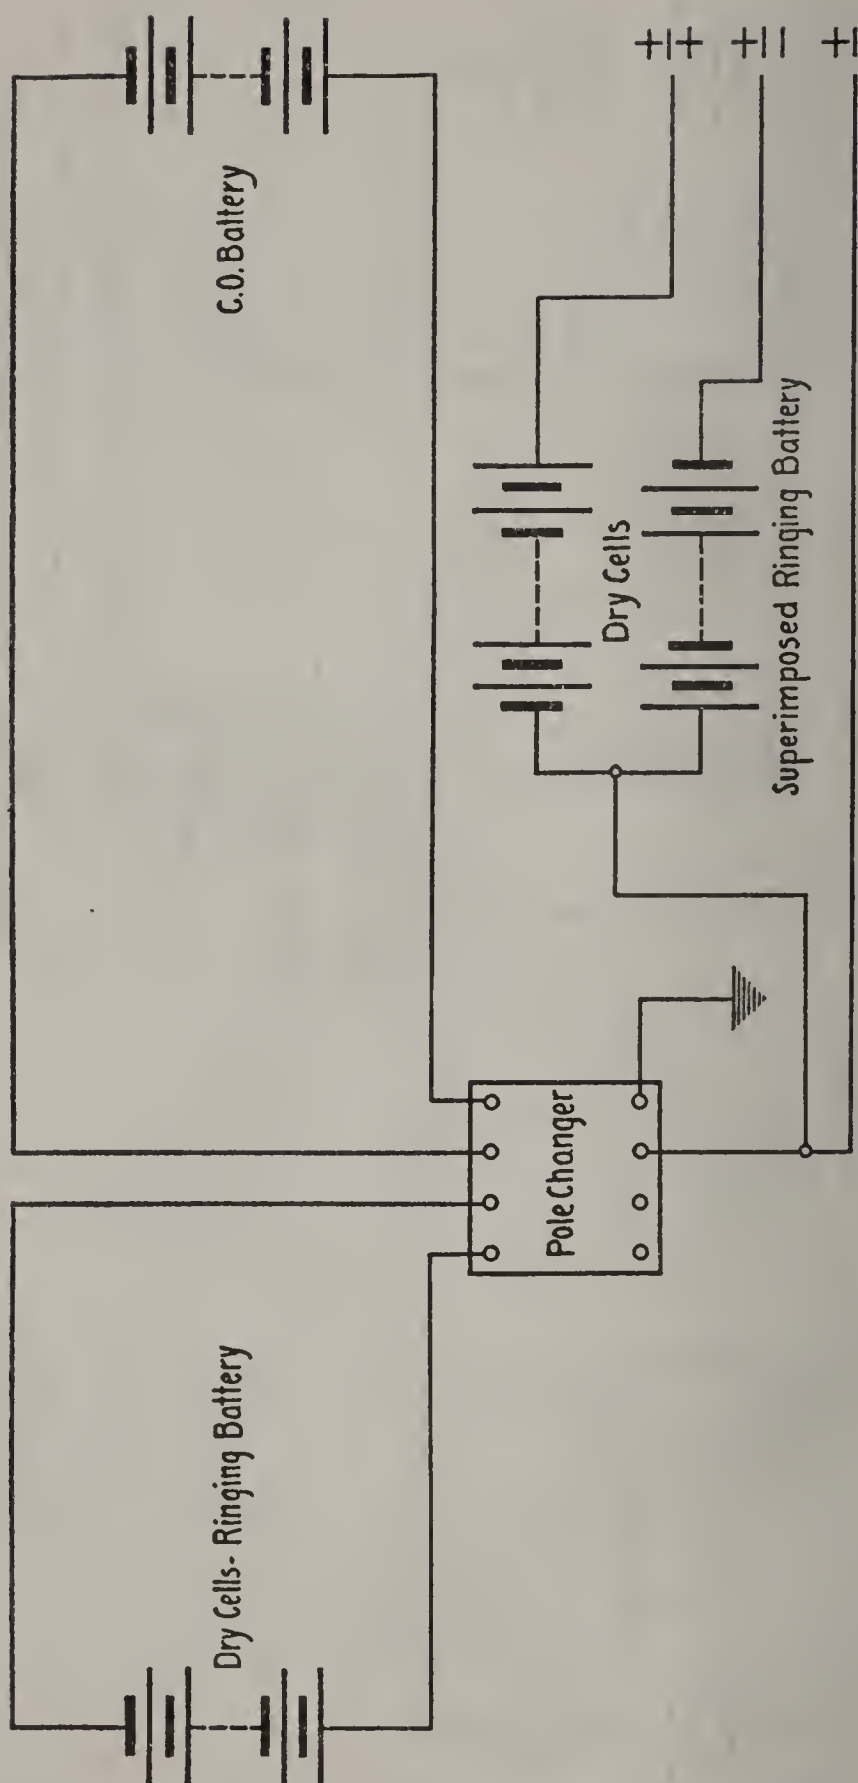 C.O. Battery
Dry Cells
Superimposed Ringing Battery
Pole Changer
Dry Cells- Ringing Battery